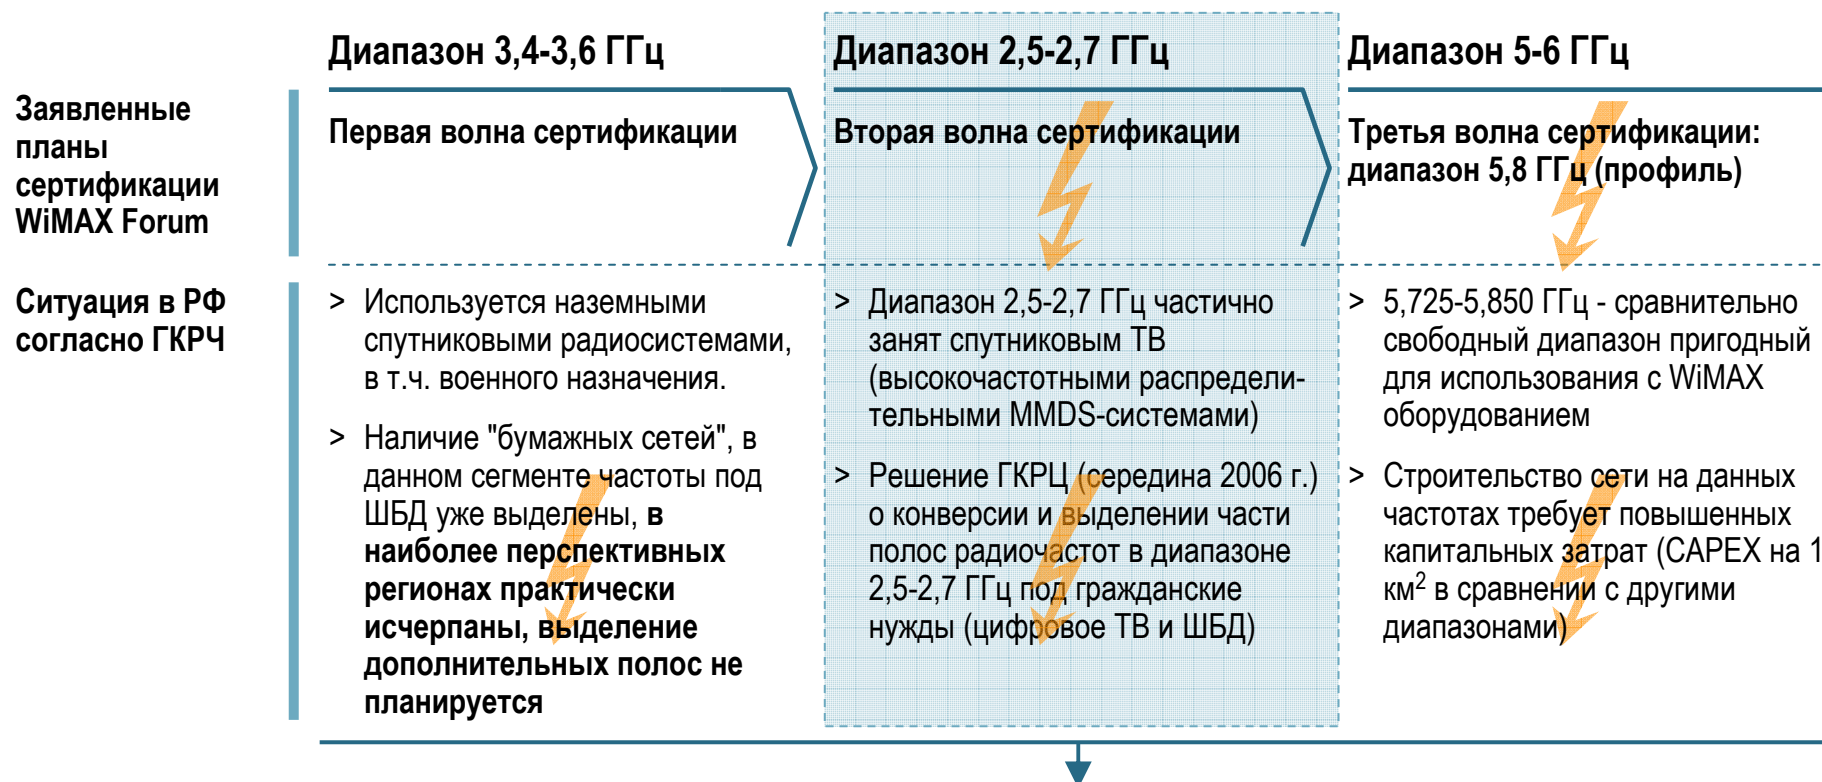 Диапазон 3,4-3,6 ГГц
Диапазон 2,5-2,7 ГГц
Диапазон 5-6 ГГц
Заявленные
планы
сертификации
WiMAX Forum
Первая волна сертификации
Вторая волна сертификации
Третья волна сертификации:
диапазон 5,8 ГГц (профиль)
Ситуация в РФ
согласно ГКРЧ
> Используется наземными
спутниковыми радиосистемами,
в т.ч. военного назначения.
> Наличие "бумажных сетей", в
данном сегменте частоты под
ШБД уже выделены, в
наиболее перспективных
регионах практически
исчерпаны, выделение
дополнительных полос не
планируется
> Диапазон 2,5-2,7 ГГц частично
занят спутниковым ТВ
(высокочастотными распредели-
тельными MMDS-системами)
> Решение ГКРЦ (середина 2006 г.)
о конверсии и выделении части
полос радиочастот в диапазоне
2,5-2,7 ГГц под гражданские
нужды (цифровое ТВ и ШБД)
> 5,725-5,850 ГГц - сравнительно
свободный диапазон пригодный
для использования с WiMAX
оборудованием
> Строительство сети на данных
частотах требует повышенных
капитальных затрат (CAPEX на 1
км2 в сравнении с другими
диапазонами)